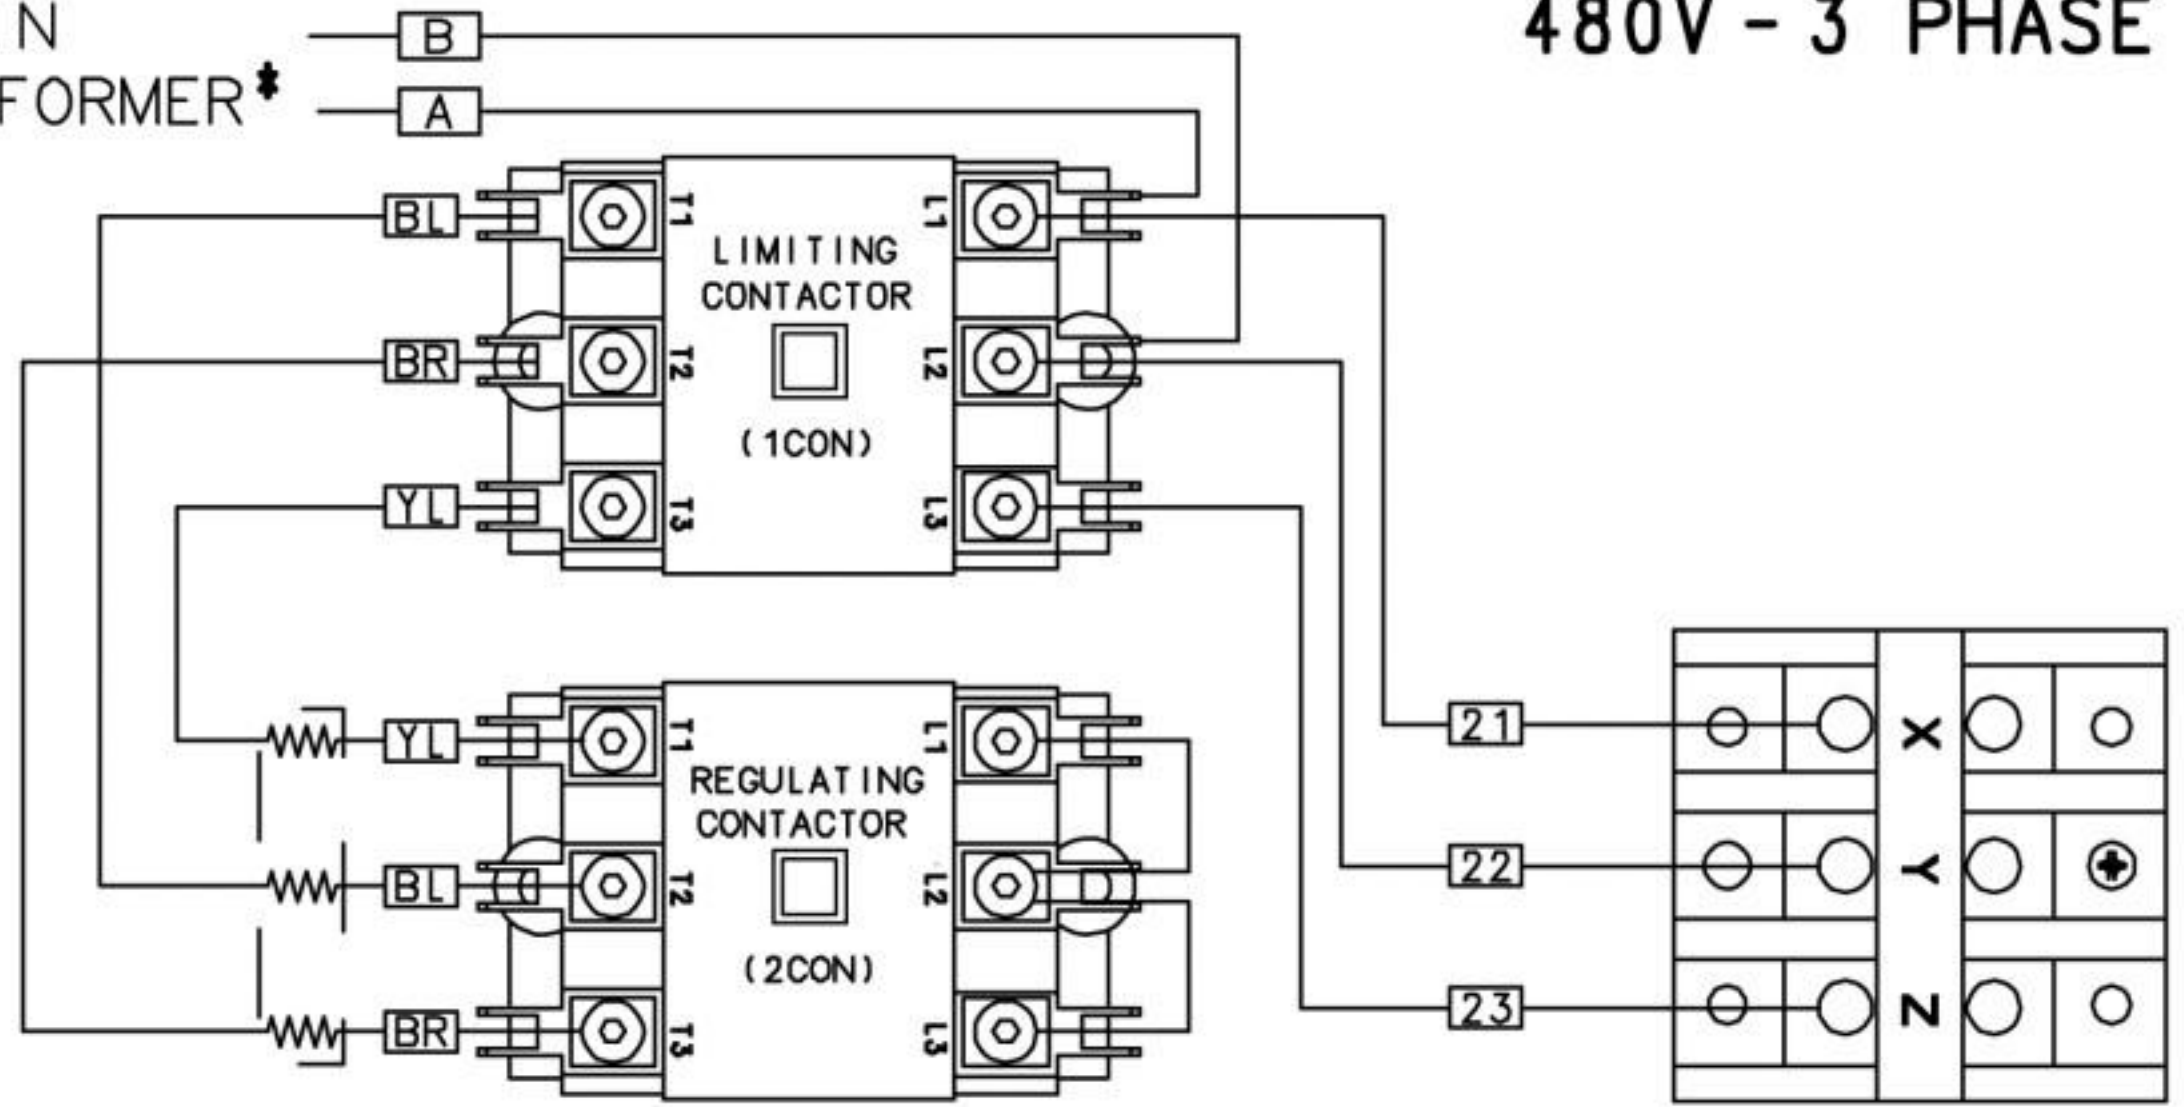 N
FORMER*
B
A
480V - 3 PHASE
BL
T1
L1
LIMITING
CONTACTOR
BR
T2
L2
(1CON)
YL
T3
L3
YL
T1
L1
REGULATING
CONTACTOR
BL
T2
L2
(2CON)
BR
T3
L3
21
X
22
Y
23
Z